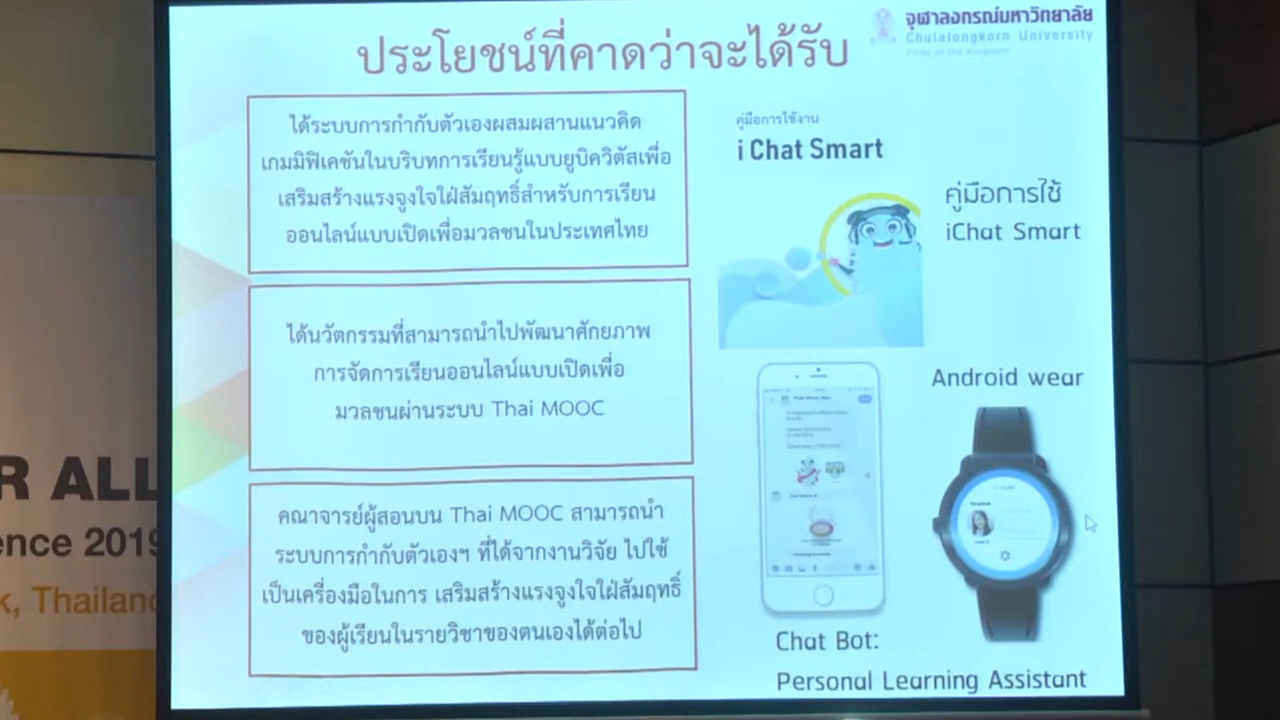 ประโยชน์ที่คาดว่าจะได้รับ
จุฬาลงกรณ์มหาวิทยาลัย
Chulalongkorn University
Pillar of the Kingdom
ได้ระบบการกำกับตัวเองผสมผสานแนวคิด
เกมมิฟิเคชันในบริบทการเรียนรู้แบบยูบิควิตัสเพื่อ
เสริมสร้างแรงจูงใจใฝ่สัมฤทธิ์สำหรับการเรียน
ออนไลน์แบบเปิดเพื่อมวลชนในประเทศไทย
ได้นวัตกรรมที่สามารถนำไปพัฒนาศักยภาพ
การจัดการเรียนออนไลน์แบบเปิดเพื่อ
มวลชนผ่านระบบ Thai MOOC
คณาจารย์ผู้สอนบน Thai MOOC สามารถนำ
ระบบการกำกับตัวเองฯ ที่ได้จากงานวิจัย ไปใช้
เป็นเครื่องมือในการ เสริมสร้างแรงจูงใจใฝ่สัมฤทธิ์
ของผู้เรียนในรายวิชาของตนเองได้ต่อไป
คู่มือการใช้งาน
i Chat Smart
คู่มือการใช้
iChat Smart
Android wear
Chat Bot:
Personal Learning Assistant
R ALL
ence 2019
k, Thailand